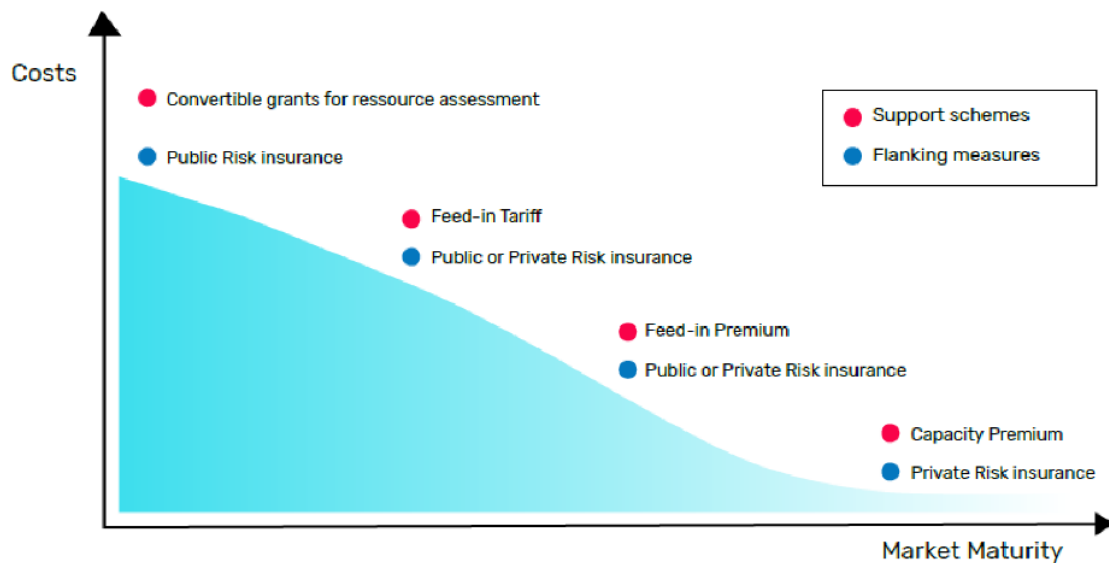 Costs
Convertible grants for ressource assessment
Public Risk insurance
Support schemes
Flanking measures
Feed-in Tariff
Public or Private Risk insurance
Feed-in Premium
Public or Private Risk insurance
Capacity Premium
Private Risk insurance
Market Maturity